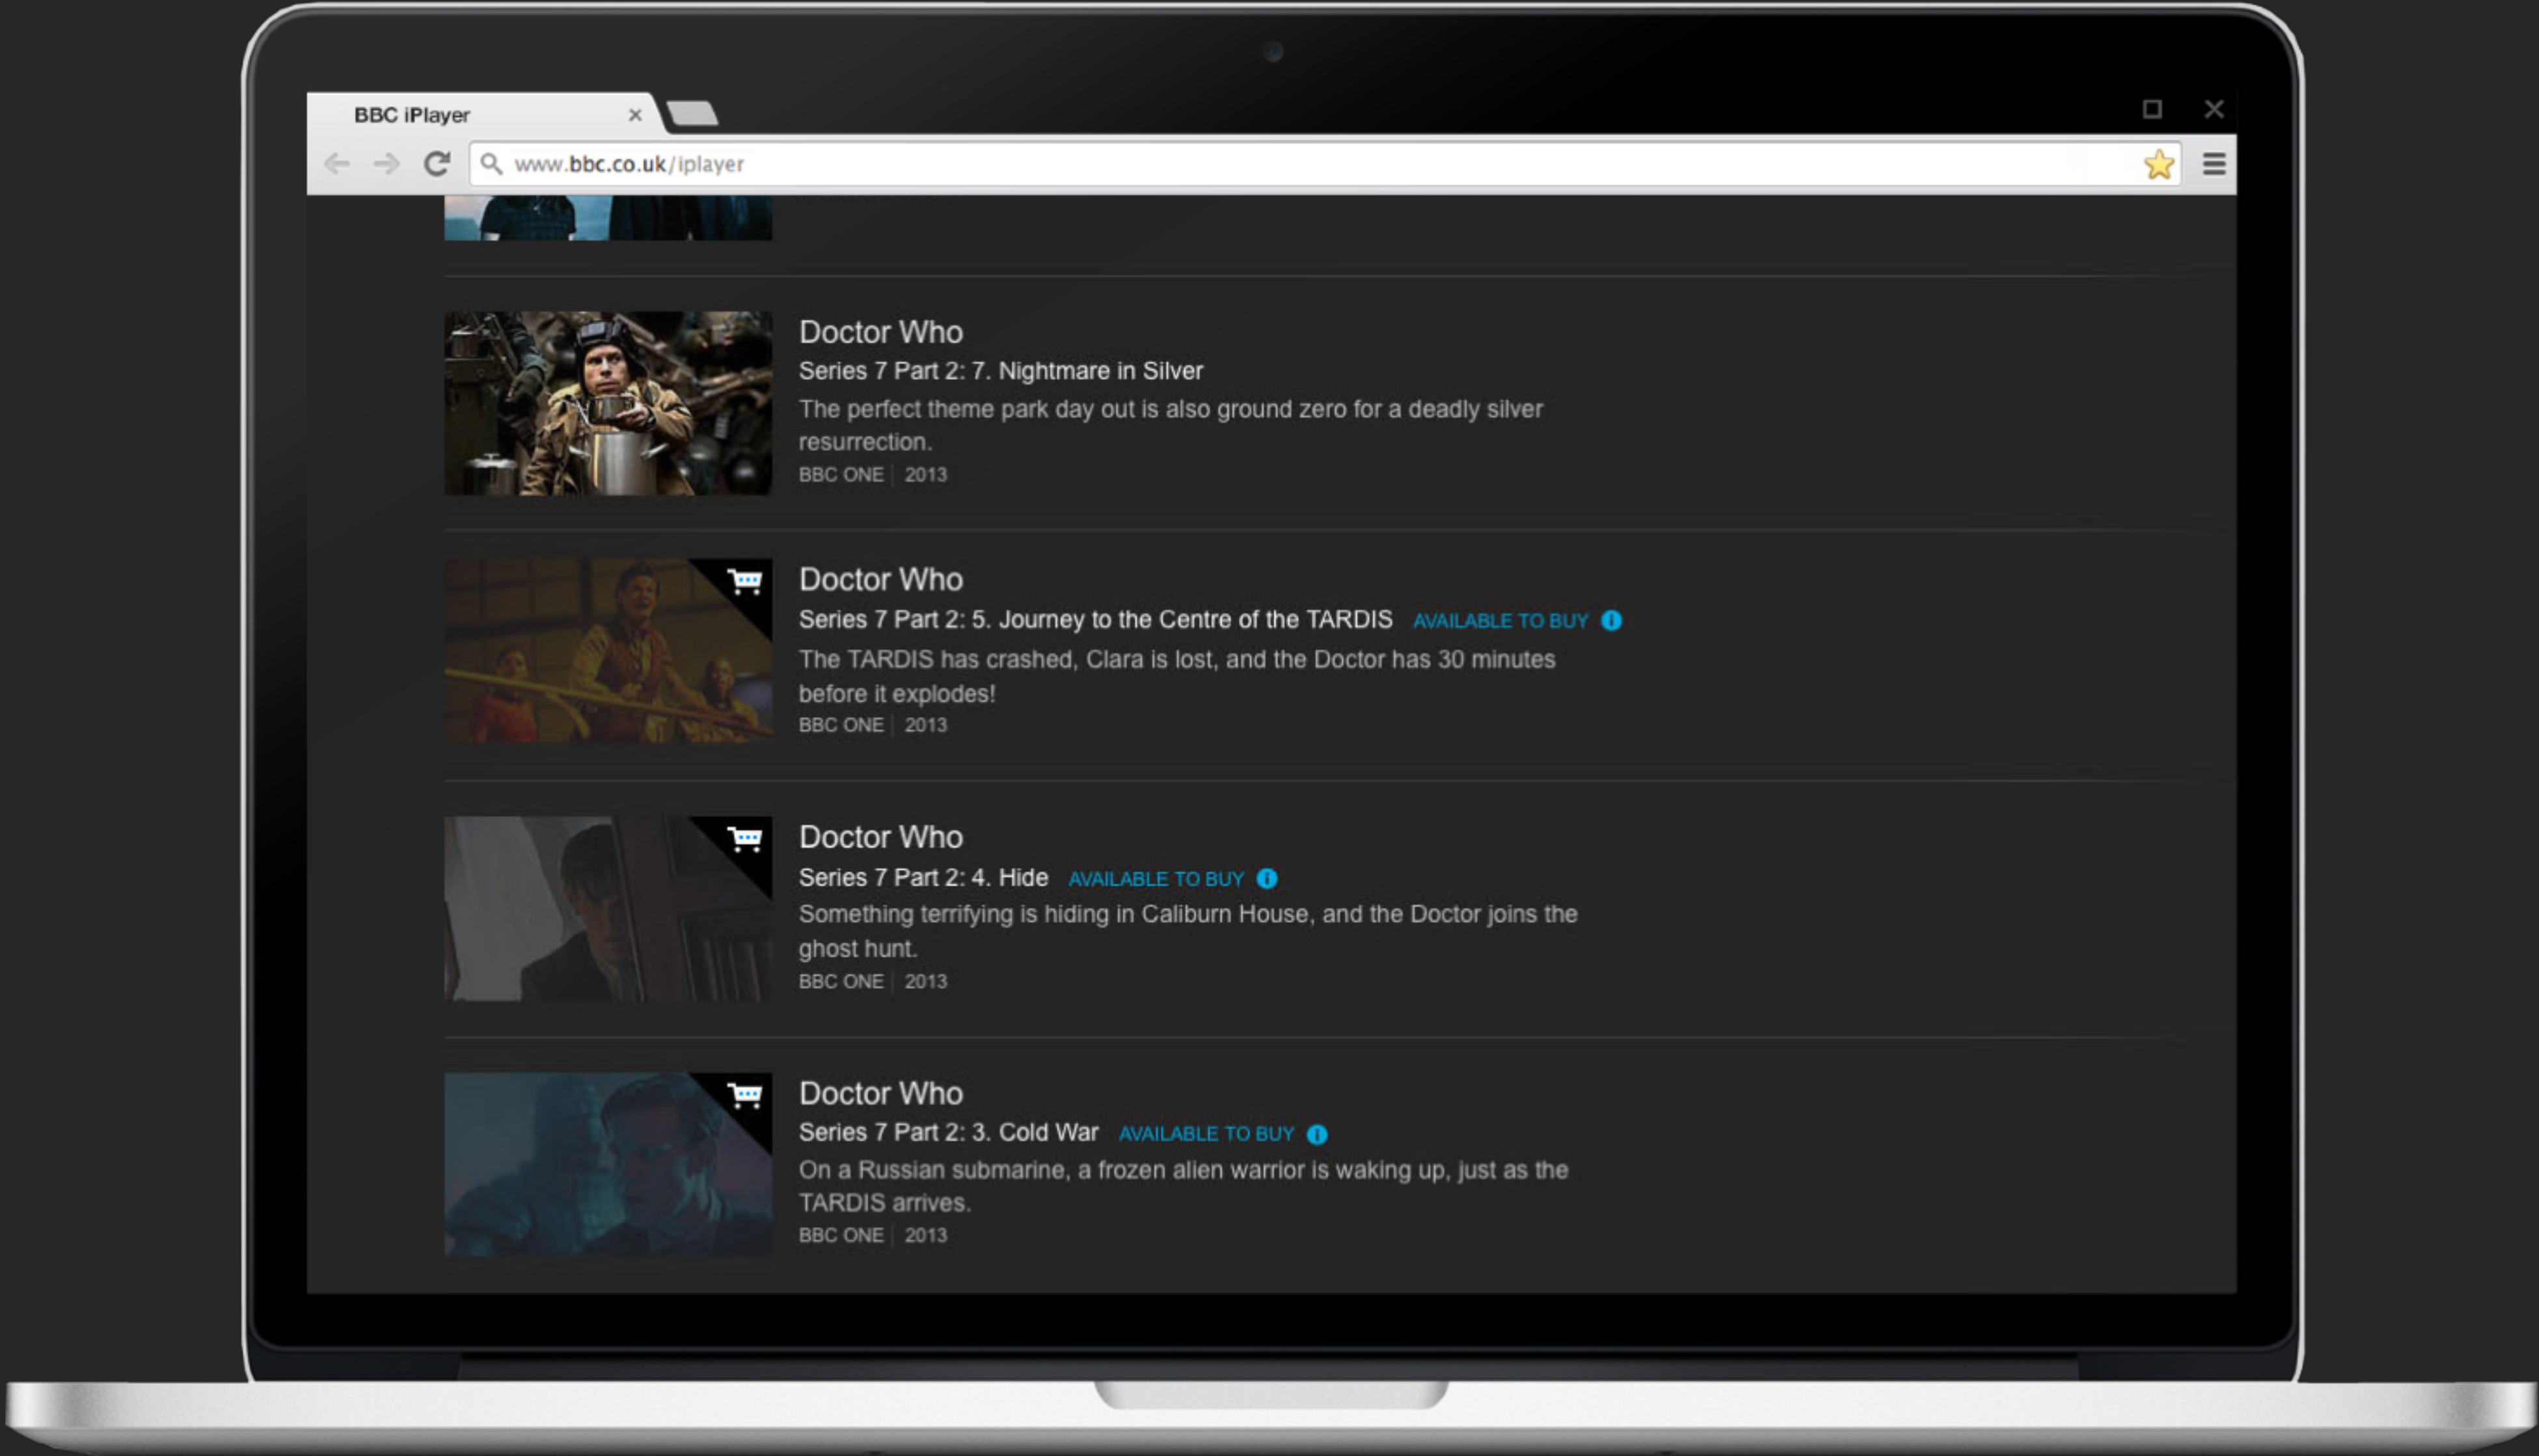 BBC iPlayer
www.bbc.co.uk/iplayer
Doctor Who
Series 7 Part 2: 7. Nightmare in Silver
The perfect theme park day out is also ground zero for a deadly silver
resurrection.
BBC ONE 2013
Doctor Who
Series 7 Part 2: 5. Journey to the Centre of the TARDIS AVAILABLE TO BUY i
The TARDIS has crashed, Clara is lost, and the Doctor has 30 minutes
before it explodes!
BBC ONE 2013
Doctor Who
Series 7 Part 2: 4. Hide AVAILABLE TO BUY i
Something terrifying is hiding in Caliburn House, and the Doctor joins the
ghost hunt.
BBC ONE 2013
Doctor Who
Series 7 Part 2: 3. Cold War AVAILABLE TO BUY i
On a Russian submarine, a frozen alien warrior is waking up, just as the
TARDIS arrives.
BBC ONE 2013